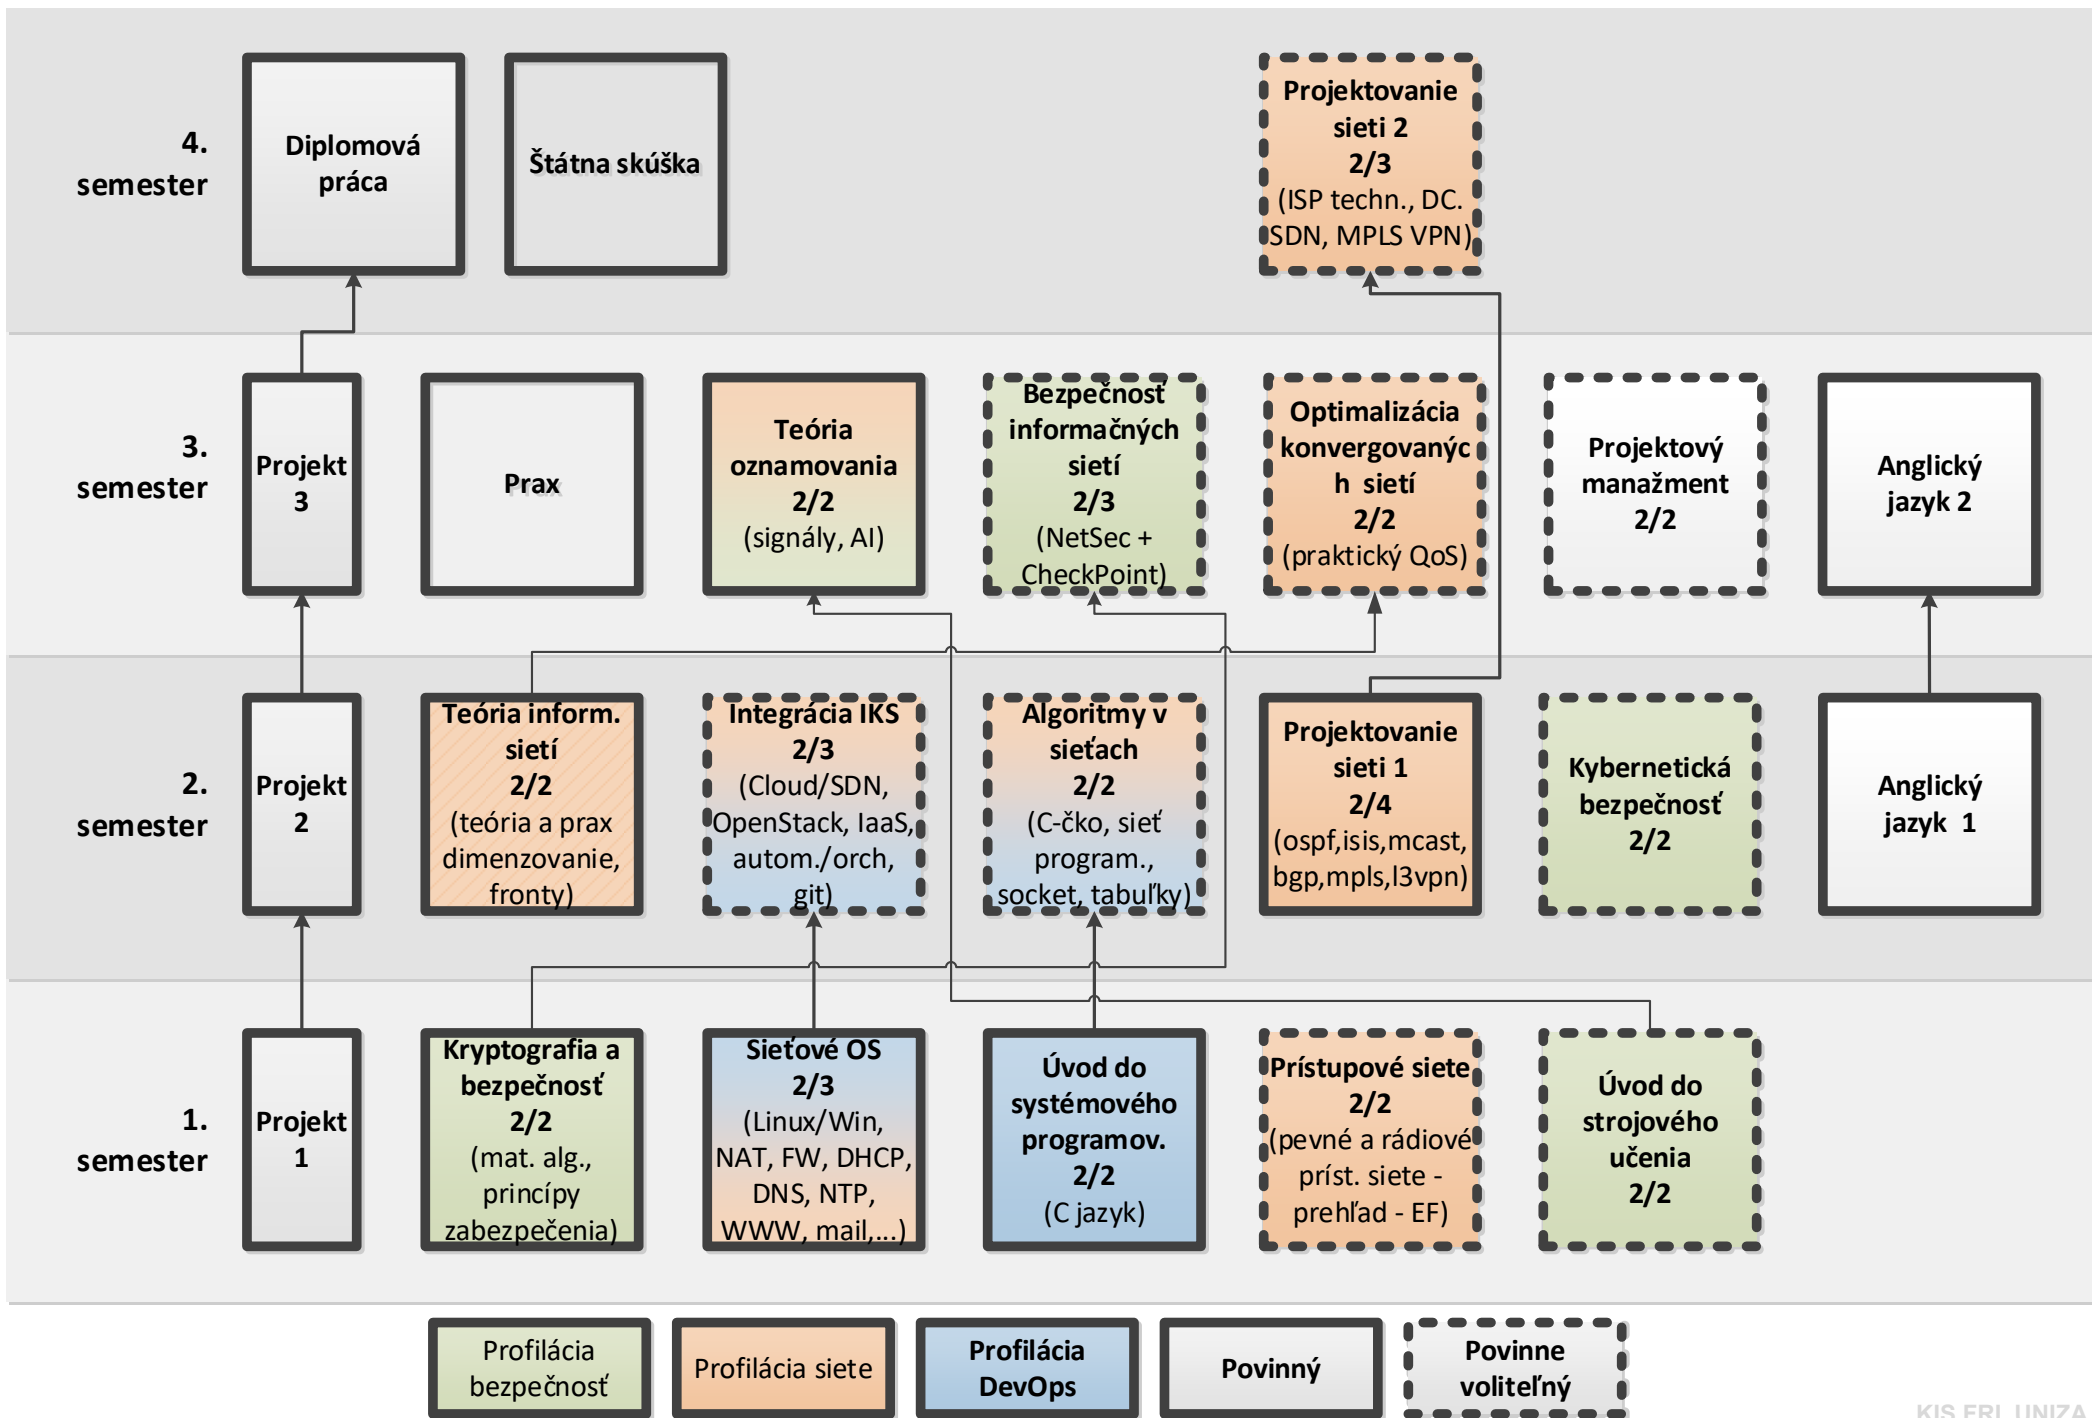 4.
semester
Diplomová
práca
Štátna skúška
Projektovanie
sieti 2
2/3
(ISP techn., DC.
SDN, MPLS VPN)
3.
semester
Projekt
3
Prax
Teória
oznamovania
2/2
(signály, AI)
Bezpečnosť
informačných
sietí
2/3
(NetSec +
CheckPoint)
Optimalizácia
konvergovanýc
h sietí
2/2
(praktický QoS)
Projektový
manažment
2/2
Anglický
jazyk 2
2.
semester
Projekt
2
Teória inform.
sietí
2/2
(teória a prax
dimenzovanie,
fronty)
Integrácia IKS
2/3
(Cloud/SDN,
OpenStack, IaaS,
autom./orch,
git)
Algoritmy v
sieťach
2/2
(C-čko, sieť
program.,
socket, tabuľky)
Projektovanie
sieti 1
2/4
(ospf,isis,mcast,
bgp,mpls,l3vpn)
Kybernetická
bezpečnosť
2/2
Anglický
jazyk 1
1.
semester
Projekt
1
Kryptografia a
bezpečnosť
2/2
(mat. alg.,
princípy
zabezpečenia)
Sieťové OS
2/3
(Linux/Win,
NAT, FW, DHCP,
DNS, NTP,
WWW, mail,...)
Úvod do
systémového
programov.
2/2
(C jazyk)
Prístupové siete
2/2
(pevné a rádiové
príst. siete -
prehľad - EF)
Úvod do
strojového
učenia
2/2
Profilácia
bezpečnosť
Profilácia siete
Profilácia
DevOps
Povinný
Povinne
voliteľný
KIS FRI, UNIZA